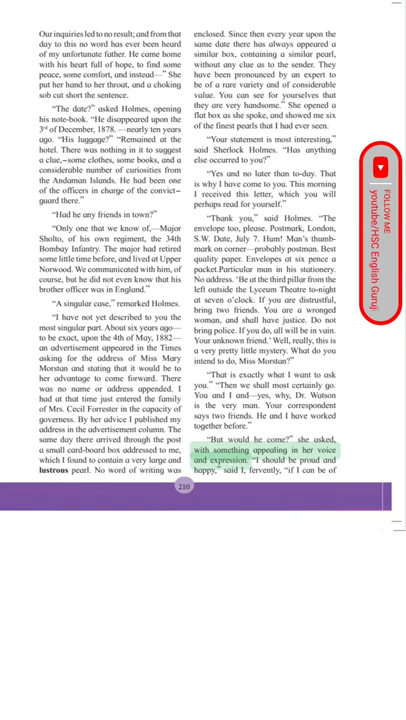 Our inquiries led to no result; and from that
day to this no word has ever been heard
of my unfortunate father. He came home
with his heart full of hope, to find some
peace, some comfort, and instead—” She
put her hand to her throat, and a choking
sob cut short the sentence.
“The date?” asked Holmes, opening
his note-book. “He disappeared upon the
3rd of December, 1878. —nearly ten years
ago. “His luggage?” “Remained at the
hotel. There was nothing in it to suggest
a clue,—some clothes, some books, and a
considerable number of curiosities from
the Andaman Islands. He had been one
of the officers in charge of the convict–
guard there.”
“Had he any friends in town?”
“Only one that we know of,—Major
Sholto, of his own regiment, the 34th
Bombay Infantry. The major had retired
some little time before, and lived at Upper
Norwood. We communicated with him, of
course, but he did not even know that his
brother officer was in England.”
“A singular case,” remarked Holmes.
“I have not yet described to you the
most singular part. About six years ago—
to be exact, upon the 4th of May, 1882—
an advertisement appeared in the Times
asking for the address of Miss Mary
Morstan and stating that it would be to
her advantage to come forward. There
was no name or address appended. I
had at that time just entered the family
of Mrs. Cecil Forrester in the capacity of
governess. By her advice I published my
address in the advertisement column. The
same day there arrived through the post
a small card-board box addressed to me,
which I found to contain a very large and
lustrous pearl. No word of writing was
enclosed. Since then every year upon the
same date there has always appeared a
similar box, containing a similar pearl,
without any clue as to the sender. They
have been pronounced by an expert to
be of a rare variety and of considerable
value. You can see for yourselves that
they are very handsome.” She opened a
flat box as she spoke, and showed me six
of the finest pearls that I had ever seen.
“Your statement is most interesting,”
said Sherlock Holmes. “Has anything
else occurred to you?”
“Yes and no later than to-day. That
is why I have come to you. This morning
I received this letter, which you will
perhaps read for yourself.”
“Thank you,” said Holmes. “The
envelope too, please. Postmark, London,
S.W. Date, July 7. Hum! Man’s thumb-
mark on corner—probably postman. Best
quality paper. Envelopes at six pence a
packet.Particular man in his stationery.
No address. ‘Be at the third pillar from the
left outside the Lyceum Theatre to-night
at seven o’clock. If you are distrustful,
bring two friends. You are a wronged
woman, and shall have justice. Do not
bring police. If you do, all will be in vain.
Your unknown friend.’ Well, really, this is
a very pretty little mystery. What do you
intend to do, Miss Morstan?”
“That is exactly what I want to ask
you.” “Then we shall most certainly go.
You and I and—yes, why, Dr. Watson
is the very man. Your correspondent
says two friends. He and I have worked
together before.”
“But would he come?” she asked,
with something appealing in her voice
and expression. “I should be proud and
happy,” said I, fervently, “if I can be of
210
FOLLOW ME
youtube/HSC English Guruj